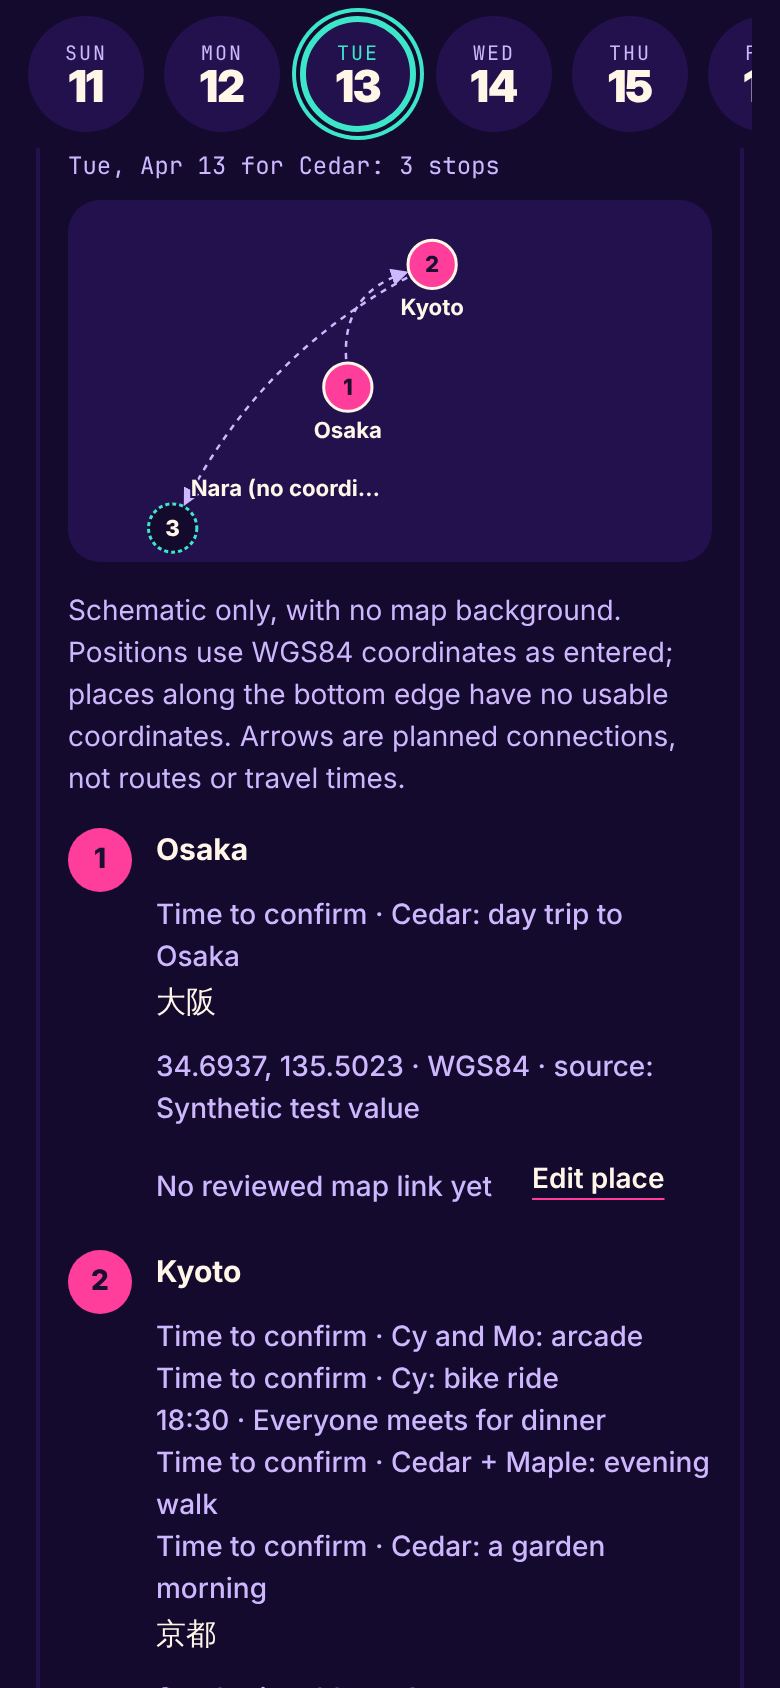 SUN
11
MON
12
TUE
13
WED
14
THU
15
Tue, Apr 13 for Cedar: 3 stops
2
Kyoto
1
Osaka
Nara (no coordi...
3
Schematic only, with no map background.
Positions use WGS84 coordinates as entered;
places along the bottom edge have no usable
coordinates. Arrows are planned connections,
not routes or travel times.
1
Osaka
Time to confirm · Cedar: day trip to
Osaka
大阪
34.6937, 135.5023 · WGS84 · source:
Synthetic test value
No reviewed map link yet
Edit place
2
Kyoto
Time to confirm · Cy and Mo: arcade
Time to confirm · Cy: bike ride
18:30 · Everyone meets for dinner
Time to confirm · Cedar + Maple: evening
walk
Time to confirm · Cedar: a garden
morning
京都